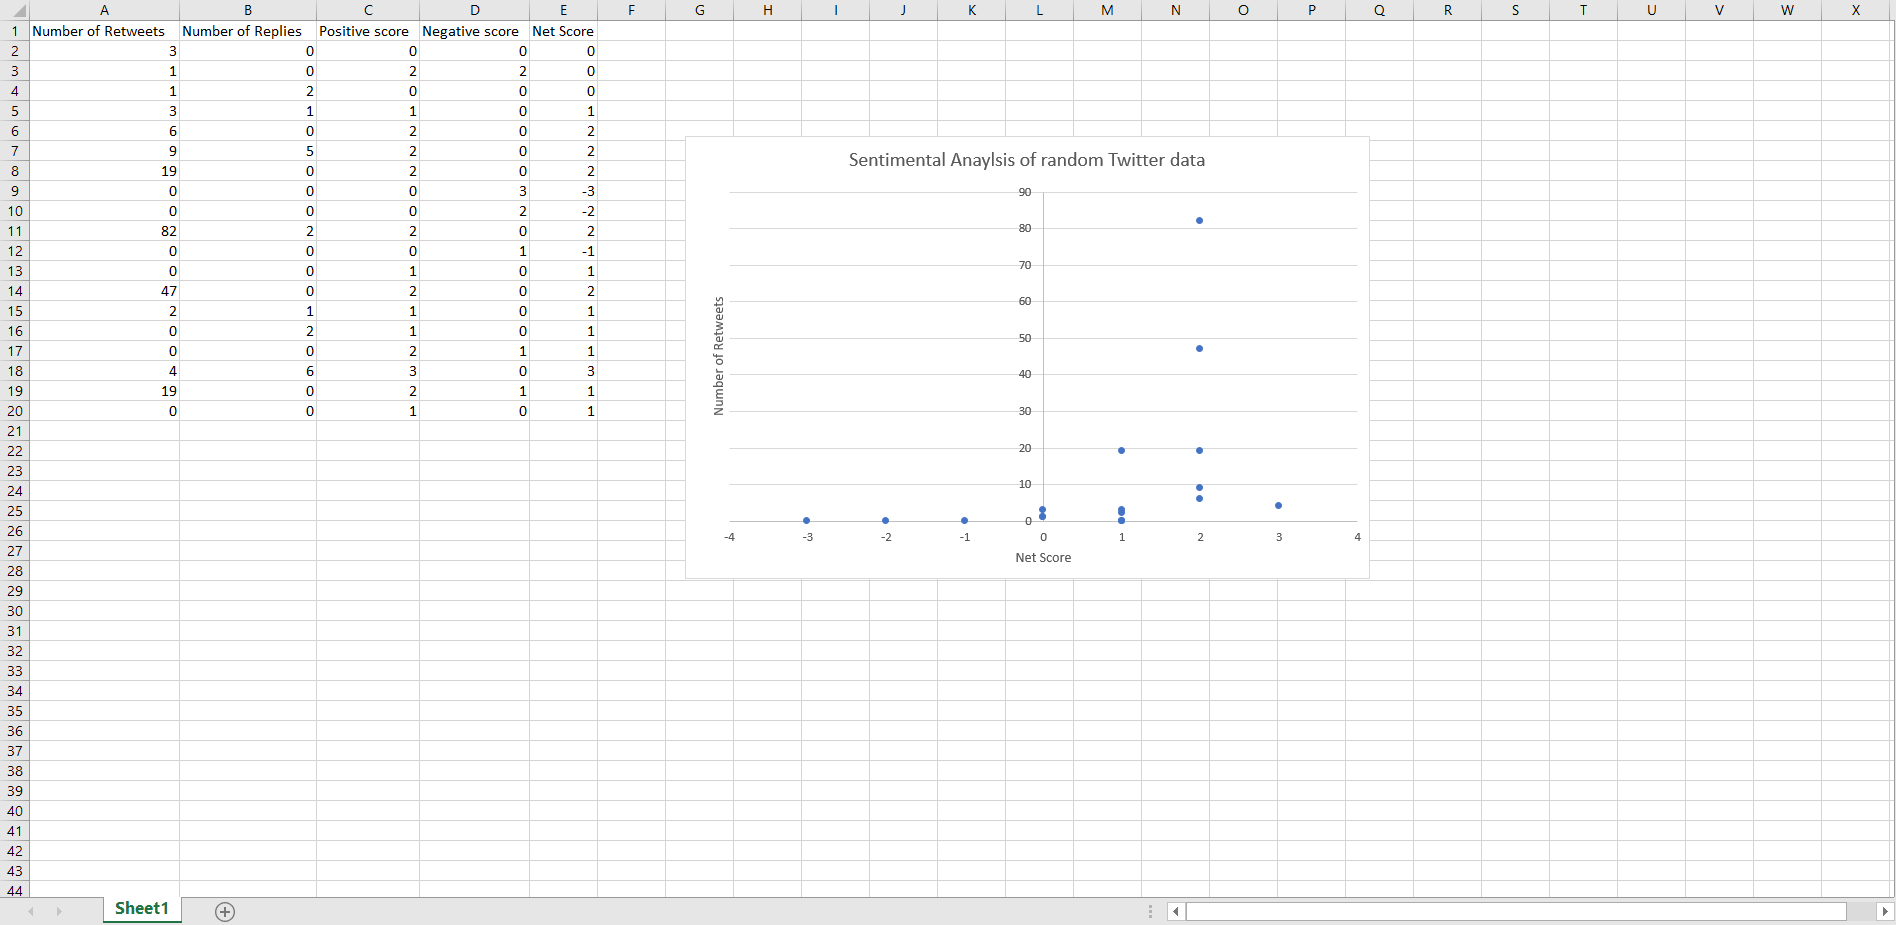 A B C D E F G H I J K L M N O P Q R S T U V W X
1 Number of Retweets Number of Replies Positive score Negative score Net Score
2 3 0 0 0 0
3 1 0 2 2 0
4 1 2 0 0 0
5 3 1 1 0 1
6 6 0 2 0 2
7 9 5 2 0 2
8 19 0 2 0 2
9 0 0 0 3 -3
10 0 0 0 2 -2
11 82 2 2 0 2
12 0 0 0 1 -1
13 0 0 1 0 1
14 47 0 2 0 2
15 2 1 1 0 1
16 0 2 1 0 1
17 0 0 2 1 1
18 4 6 3 0 3
19 19 0 2 1 1
20 0 0 1 0 1
21
22
23
24
25
26
27
28
29
30
31
32
33
34
35
36
37
38
39
40
41
42
43
44
Sentimental Anaylsis of random Twitter data
90
80
70
60
50
40
30
20
10
0
Number of Retweets
-4 -3 -2 -1 0 1 2 3 4
Net Score
Sheet1